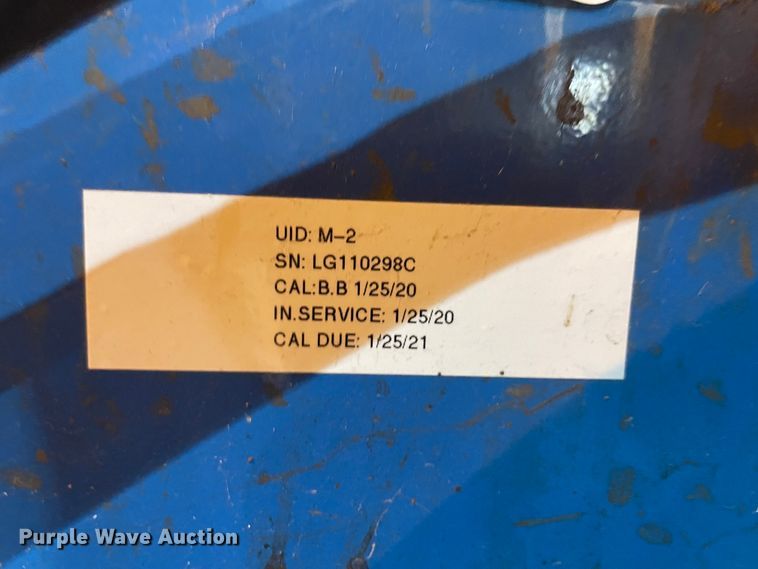 UID: M-2
SN: LG110298C
CAL:B.B 1/25/20
IN.SERVICE: 1/25/20
CAL DUE: 1/25/21
Purple Wave Auction